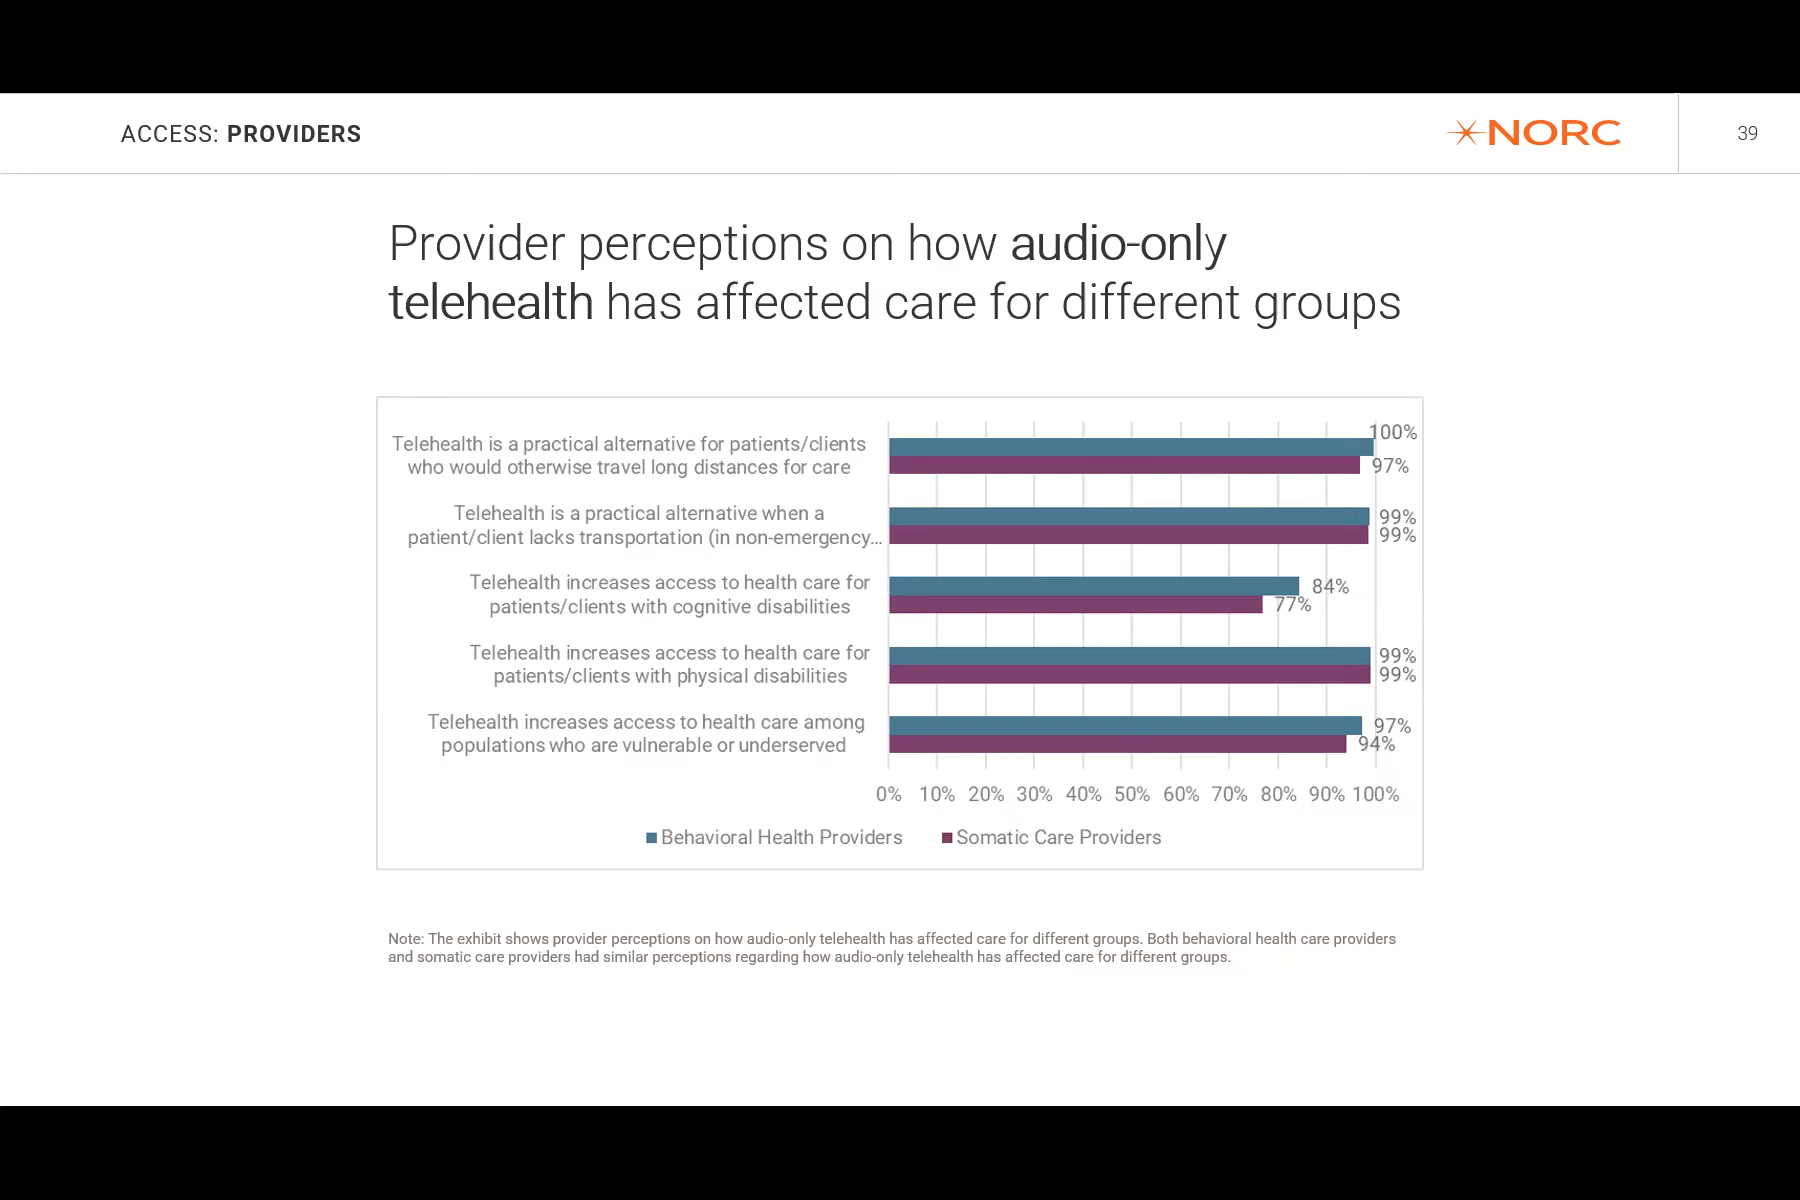 ACCESS: PROVIDERS
NORC
39
Provider perceptions on how audio-only
telehealth has affected care for different groups
Telehealth is a practical alternative for patients/clients
who would otherwise travel long distances for care
100%
97%
Telehealth is a practical alternative when a
patient/client lacks transportation (in non-emergency...
99%
99%
Telehealth increases access to health care for
patients/clients with cognitive disabilities
84%
77%
Telehealth increases access to health care for
patients/clients with physical disabilities
99%
99%
Telehealth increases access to health care among
populations who are vulnerable or underserved
97%
94%
0% 10% 20% 30% 40% 50% 60% 70% 80% 90% 100%
Behavioral Health Providers Somatic Care Providers
Note: The exhibit shows provider perceptions on how audio-only telehealth has affected care for different groups. Both behavioral health care providers
and somatic care providers had similar perceptions regarding how audio-only telehealth has affected care for different groups.